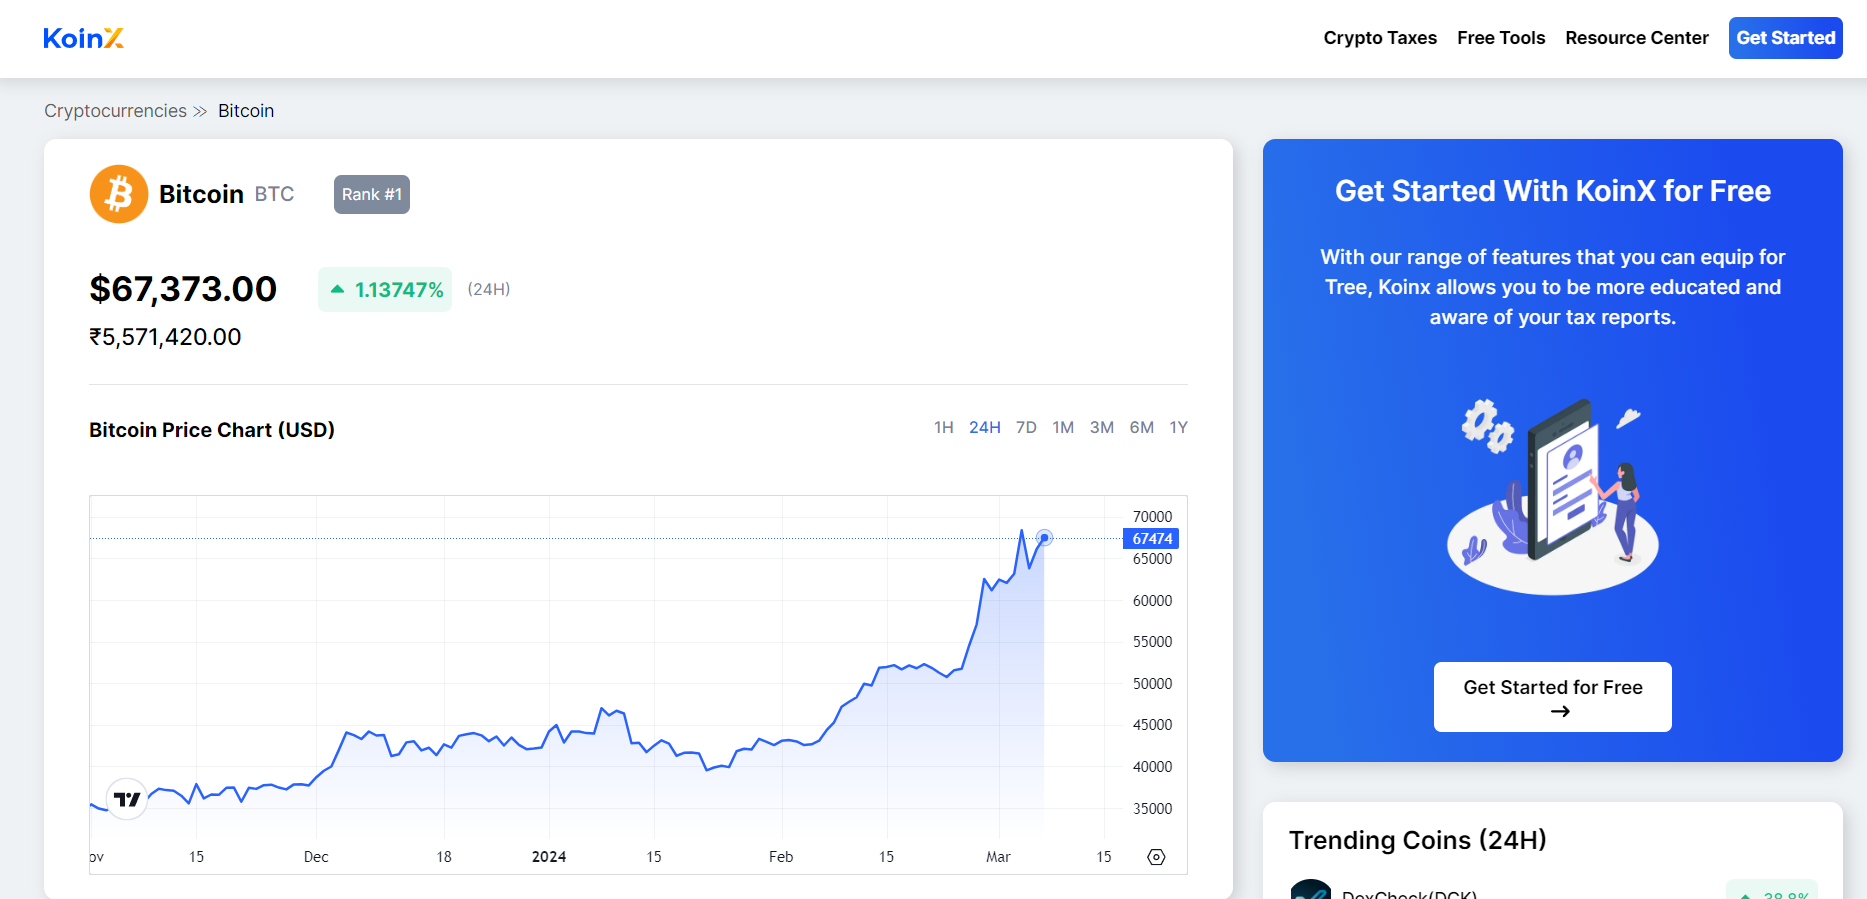 KoinX
Crypto Taxes
Free Tools
Resource Center
Get Started
Cryptocurrencies >> Bitcoin
Bitcoin BTC
Rank #1
$67,373.00
1.13747%
(24H)
₹5,571,420.00
Bitcoin Price Chart (USD)
1H 24H 7D 1M 3M 6M 1Y
70000
67474
65000
60000
55000
50000
45000
40000
35000
ov 15 Dec 18 2024 15 Feb 15 Mar 15
Get Started With KoinX for Free
With our range of features that you can equip for
Tree, Koinx allows you to be more educated and
aware of your tax reports.
Get Started for Free
→
Trending Coins (24H)
DexCheck(DCK)
38.8%